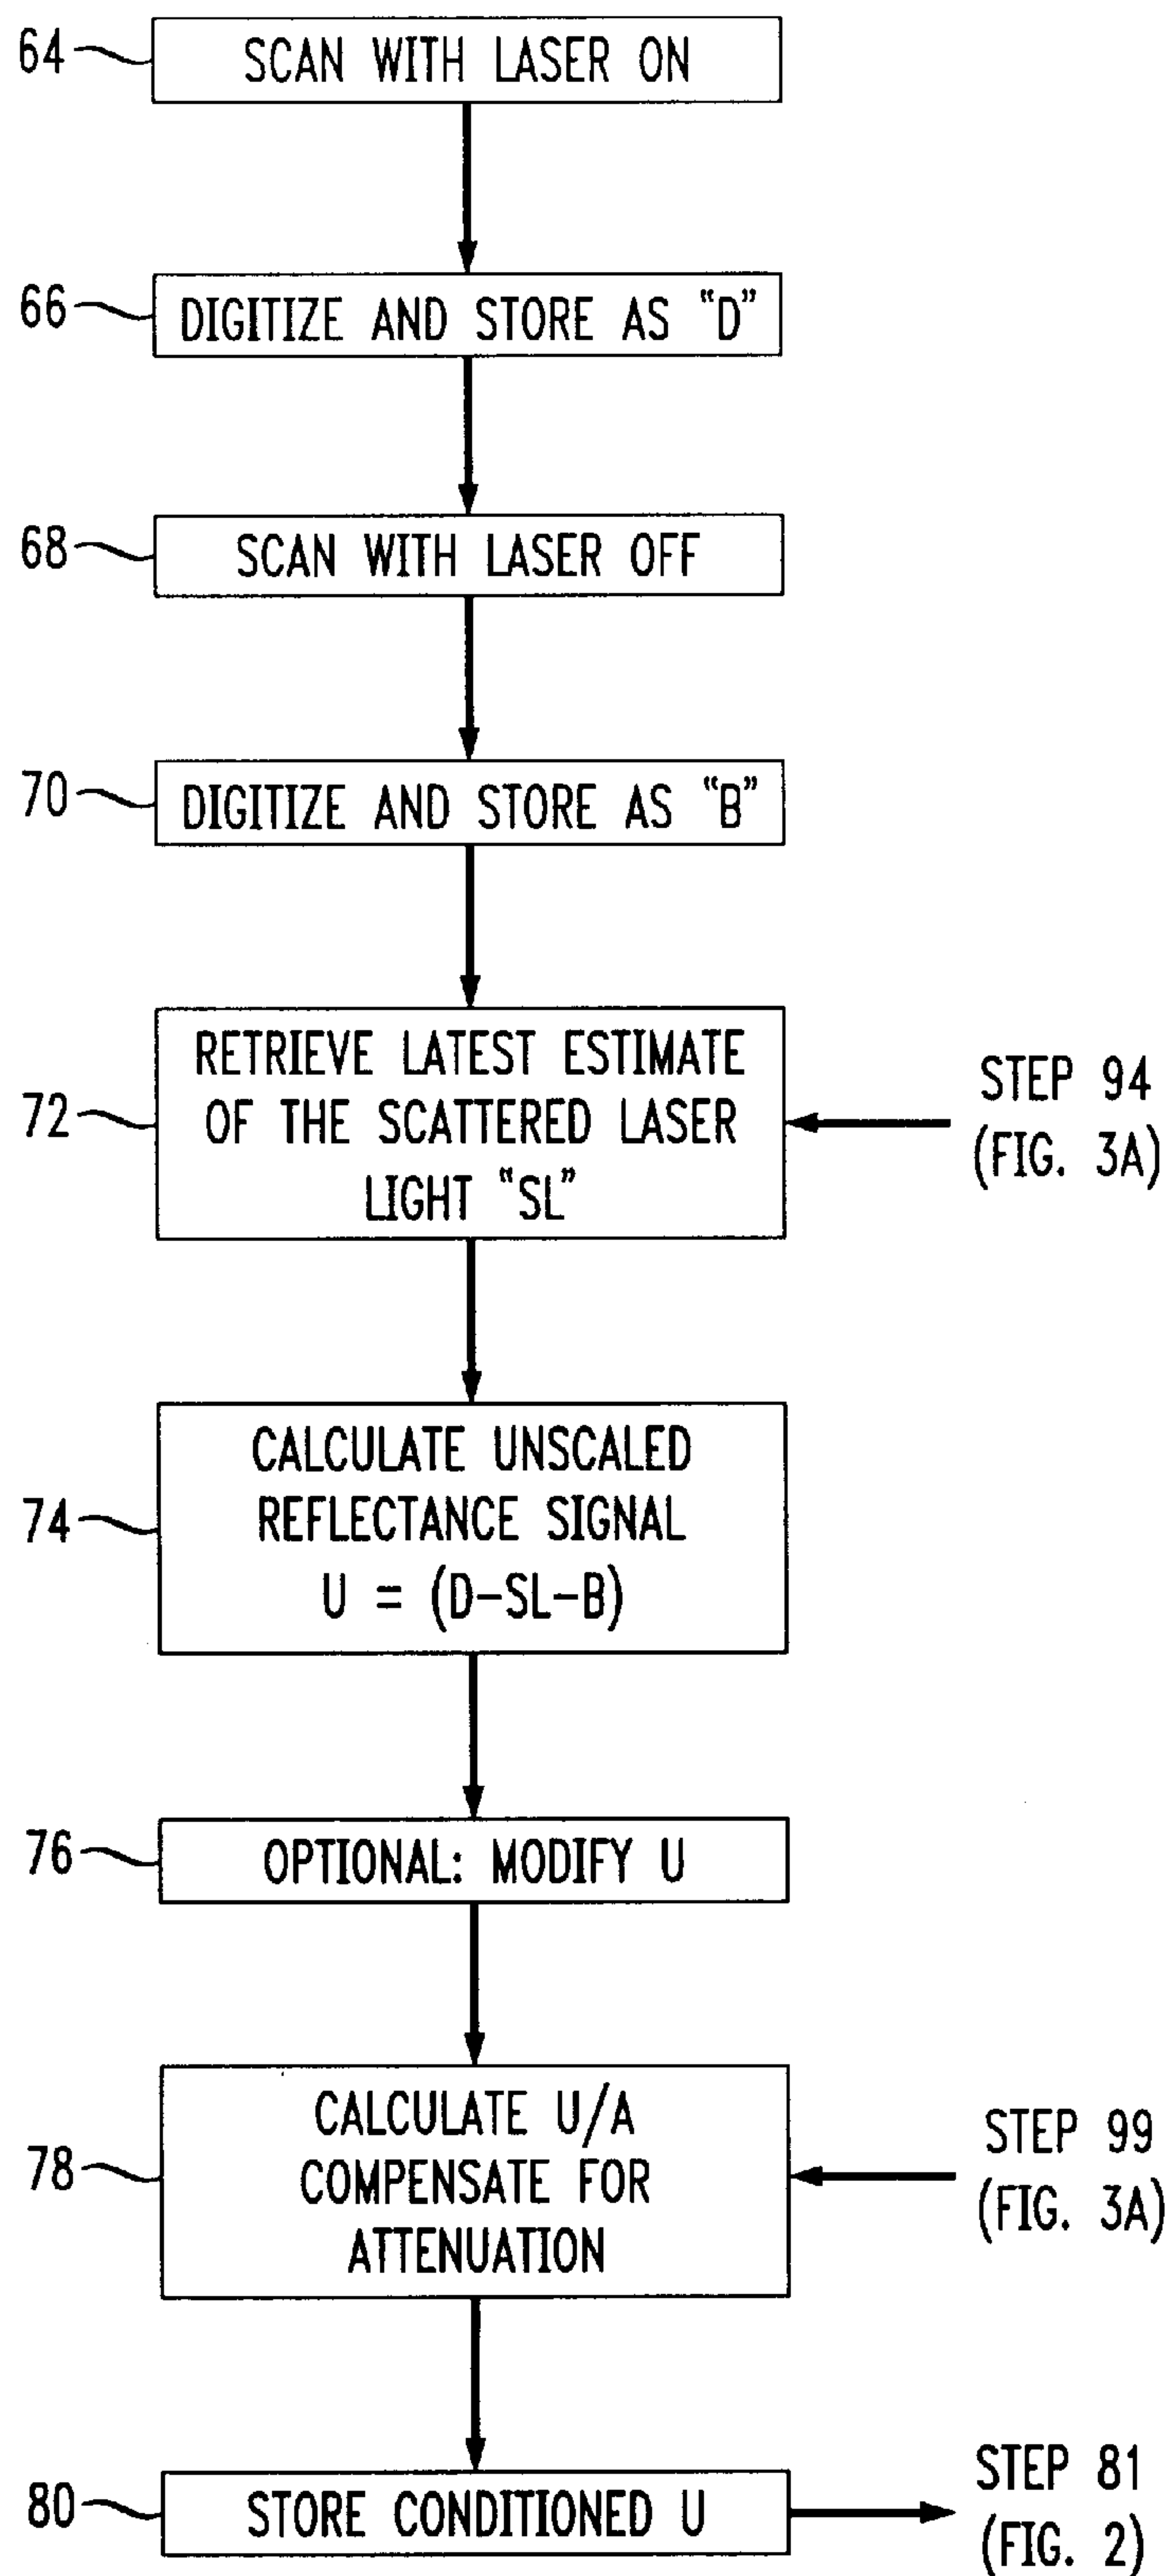 64
SCAN WITH LASER ON
66
DIGITIZE AND STORE AS “D”
68
SCAN WITH LASER OFF
70
DIGITIZE AND STORE AS “B”
72
RETRIEVE LATEST ESTIMATE
OF THE SCATTERED LASER
LIGHT “SL”
STEP 94
(FIG. 3A)
74
CALCULATE UNSCALED
REFLECTANCE SIGNAL
U = (D-SL-B)
76
OPTIONAL: MODIFY U
78
CALCULATE U/A
COMPENSATE FOR
ATTENUATION
STEP 99
(FIG. 3A)
80
STORE CONDITIONED U
STEP 81
(FIG. 2)